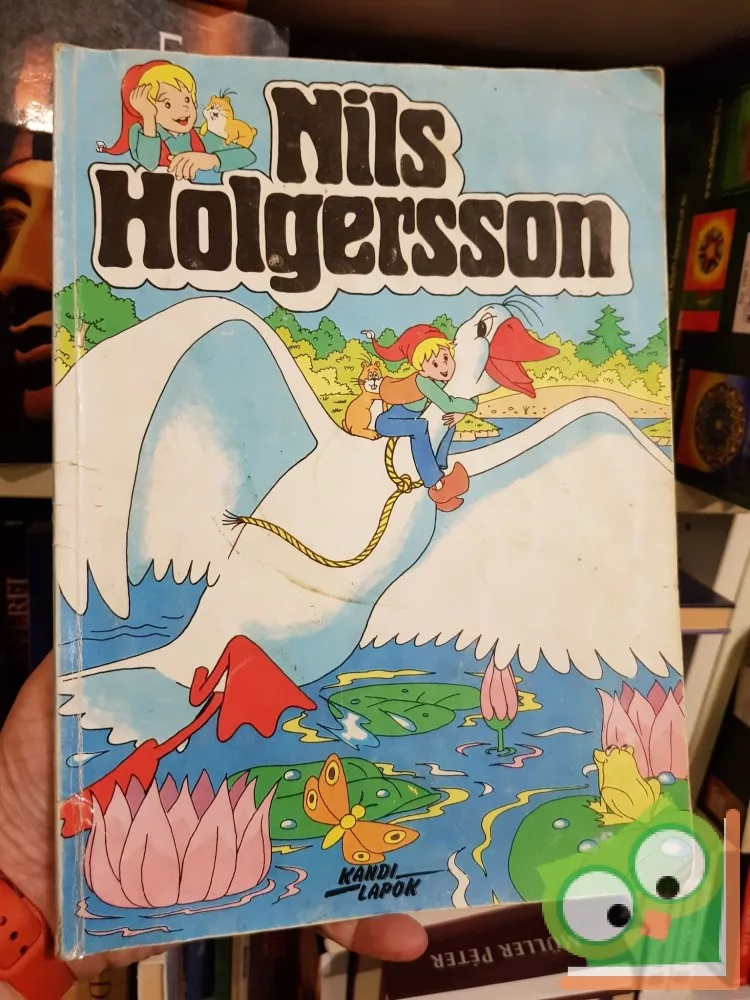 Nils
Holgersson
KANDI
LAPOK
MÜLLER PÉTER